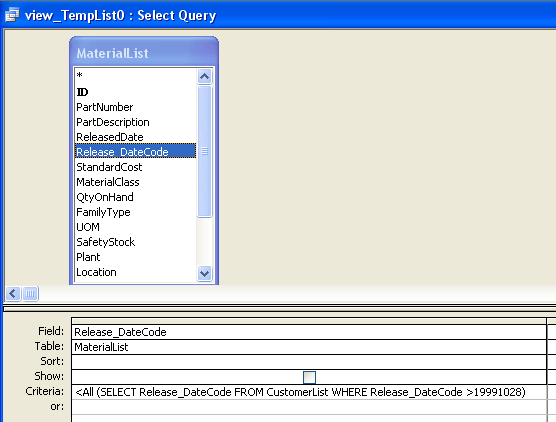 view_TempList0 : Select Query
MaterialList
*
ID
PartNumber
PartDescription
ReleasedDate
Release_DateCode
StandardCost
MaterialClass
QtyOnHand
FamilyType
UOM
SafetyStock
Plant
Location
Field: Release_DateCode
Table: MaterialList
Sort:
Show:
Criteria: <All (SELECT Release_DateCode FROM CustomerList WHERE Release_DateCode >19991028)
or: